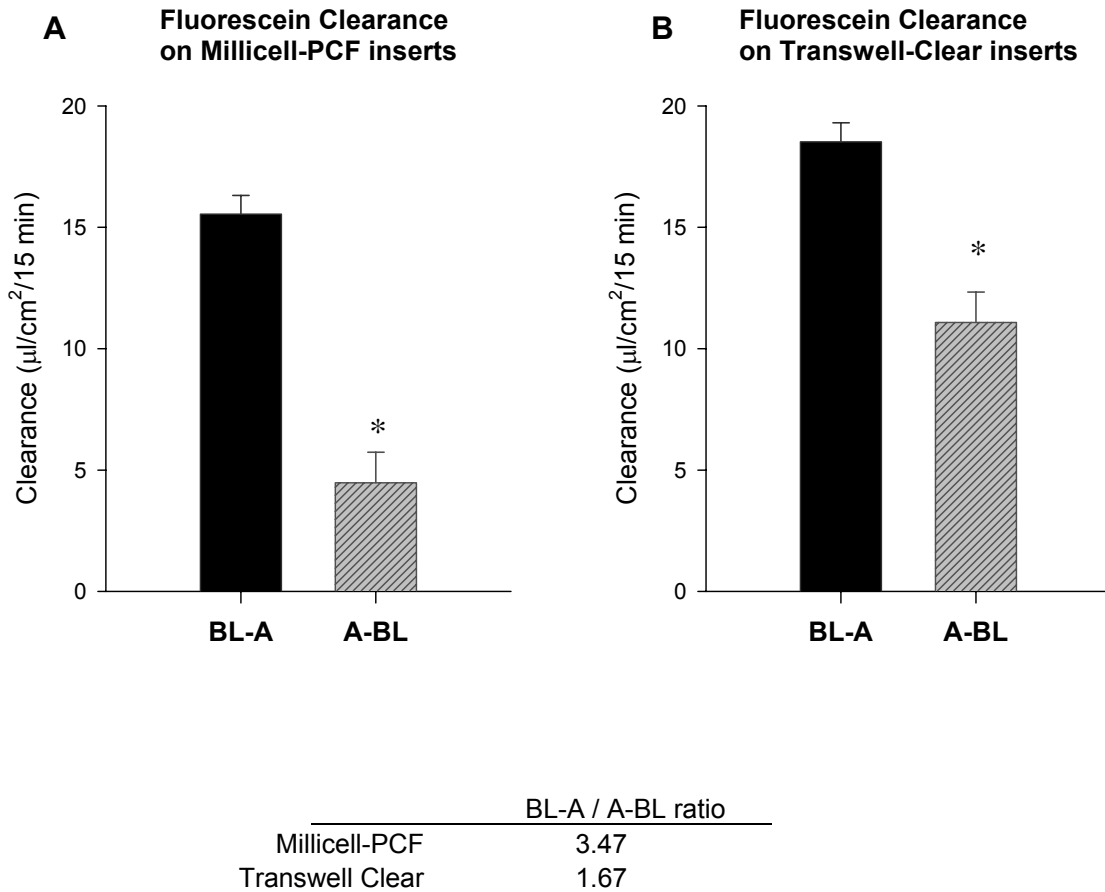 A
Fluorescein Clearance
on Millicell-PCF inserts
Clearance (µl/cm²/15 min)
20
15
10
5
0
*
BL-A A-BL
B
Fluorescein Clearance
on Transwell-Clear inserts
Clearance (µl/cm²/15 min)
20
15
10
5
0
*
BL-A A-BL
BL-A / A-BL ratio
Millicell-PCF 3.47
Transwell Clear 1.67